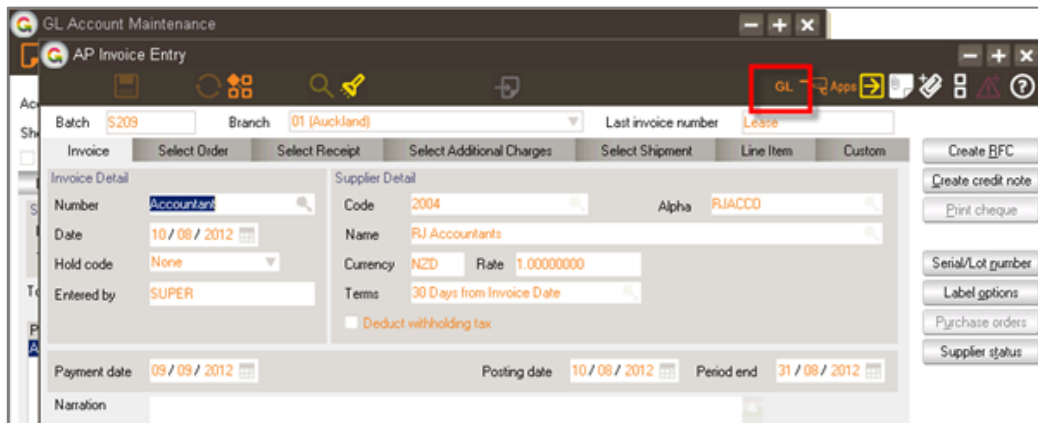 GL Account Maintenance
AP Invoice Entry
GL Apps
Batch S209 Branch 01 (Auckland) Last invoice number Lease
Invoice Select Order Select Receipt Select Additional Charges Select Shipment Line Item Custom
Create RFC
Invoice Detail Supplier Detail
Create credit note
Number Accountant Code 2004 Alpha RJACCO
Print cheque
Date 10/08/2012 Name RJ Accountants
Hold code None Currency NZD Rate 1.00000000
Serial/Lot number
Entered by SUPER Terms 30 Days from Invoice Date
Label options
Deduct withholding tax
Purchase orders
Supplier status
Payment date 09/09/2012 Posting date 10/08/2012 Period end 31/08/2012
Narration